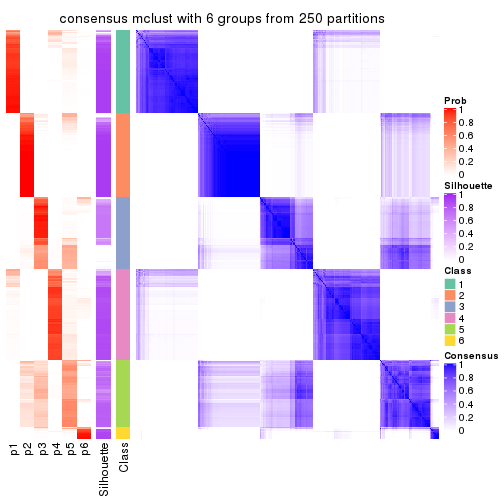 consensus mclust with 6 groups from 250 partitions
Prob
1
0.8
0.6
0.4
0.2
0
Silhouette
1
0.8
0.6
0.4
0.2
0
Class
1
2
3
4
5
6
Consensus
1
0.8
0.6
0.4
0.2
0
p1
p2
p3
p4
p5
p6
Silhouette
Class